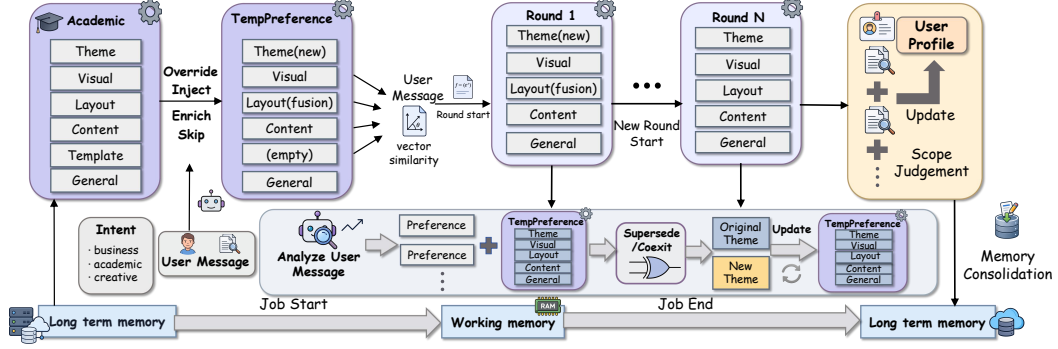 Academic
Theme
Visual
Layout
Content
Template
General
Override
Inject
Enrich
Skip
TempPreference
Theme(new)
Visual
Layout(fusion)
Content
(empty)
General
User
Message
vector
similarity
Round start
Round 1
Theme(new)
Visual
Layout(fusion)
Content
General
New Round
Start
Round N
Theme
Visual
Layout
Content
General
User
Profile
Update
Scope
Judgement
Intent
· business
· academic
· creative
User Message
Analyze User
Message
Preference
Preference
TempPreference
Theme
Visual
Layout
Content
General
Supersede
/Coexit
Original
Theme
New
Theme
Update
TempPreference
Theme
Visual
Layout
Content
General
Memory
Consolidation
Job Start
Job End
Long term memory
Working memory
RAM
Long term memory